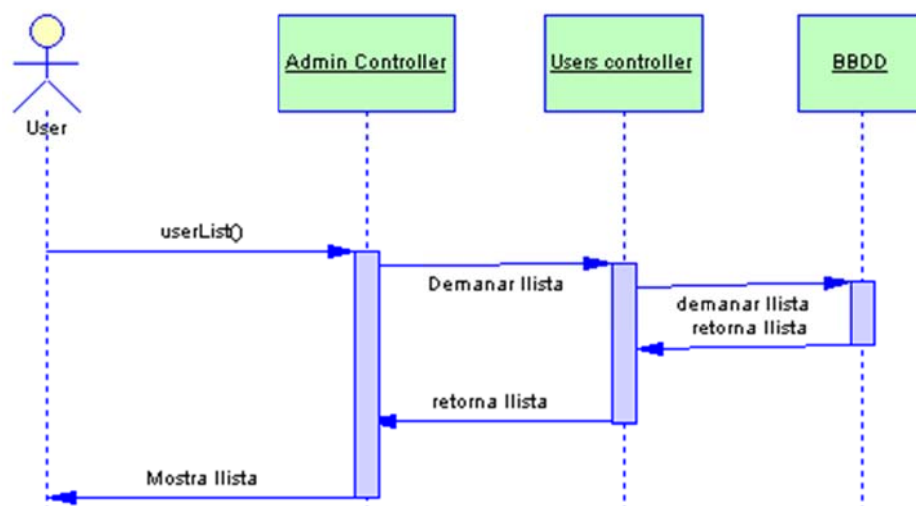 Admin Controller
Users controller
BBDD
User
userList()
Demanar llista
demanar llista
retorna llista
retorna llista
Mostra llista